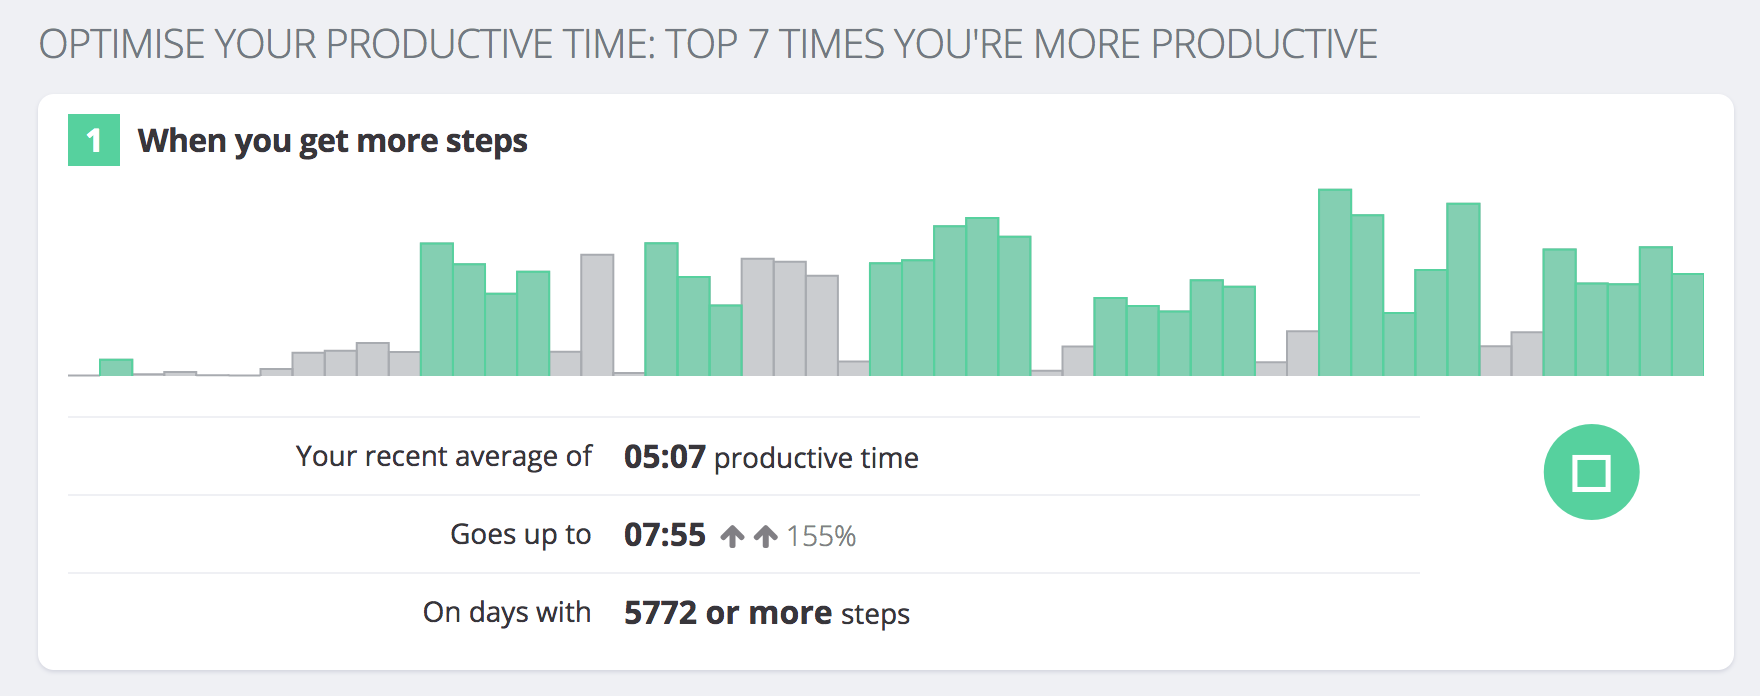 OPTIMISE YOUR PRODUCTIVE TIME: TOP 7 TIMES YOU'RE MORE PRODUCTIVE
1 When you get more steps
Your recent average of 05:07 productive time
Goes up to 07:55 155%
On days with 5772 or more steps